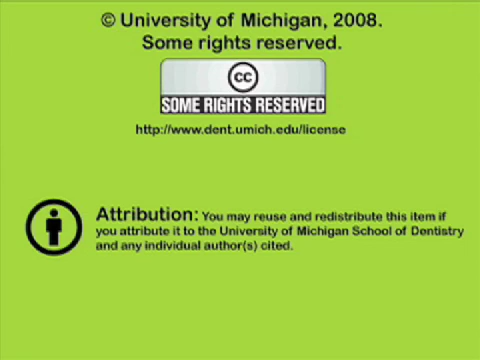 © University of Michigan, 2008.
Some rights reserved.
cc
SOME RIGHTS RESERVED
http://www.dent.umich.edu/license
Attribution: You may reuse and redistribute this item if
you attribute it to the University of Michigan School of Dentistry
and any individual author(s) cited.